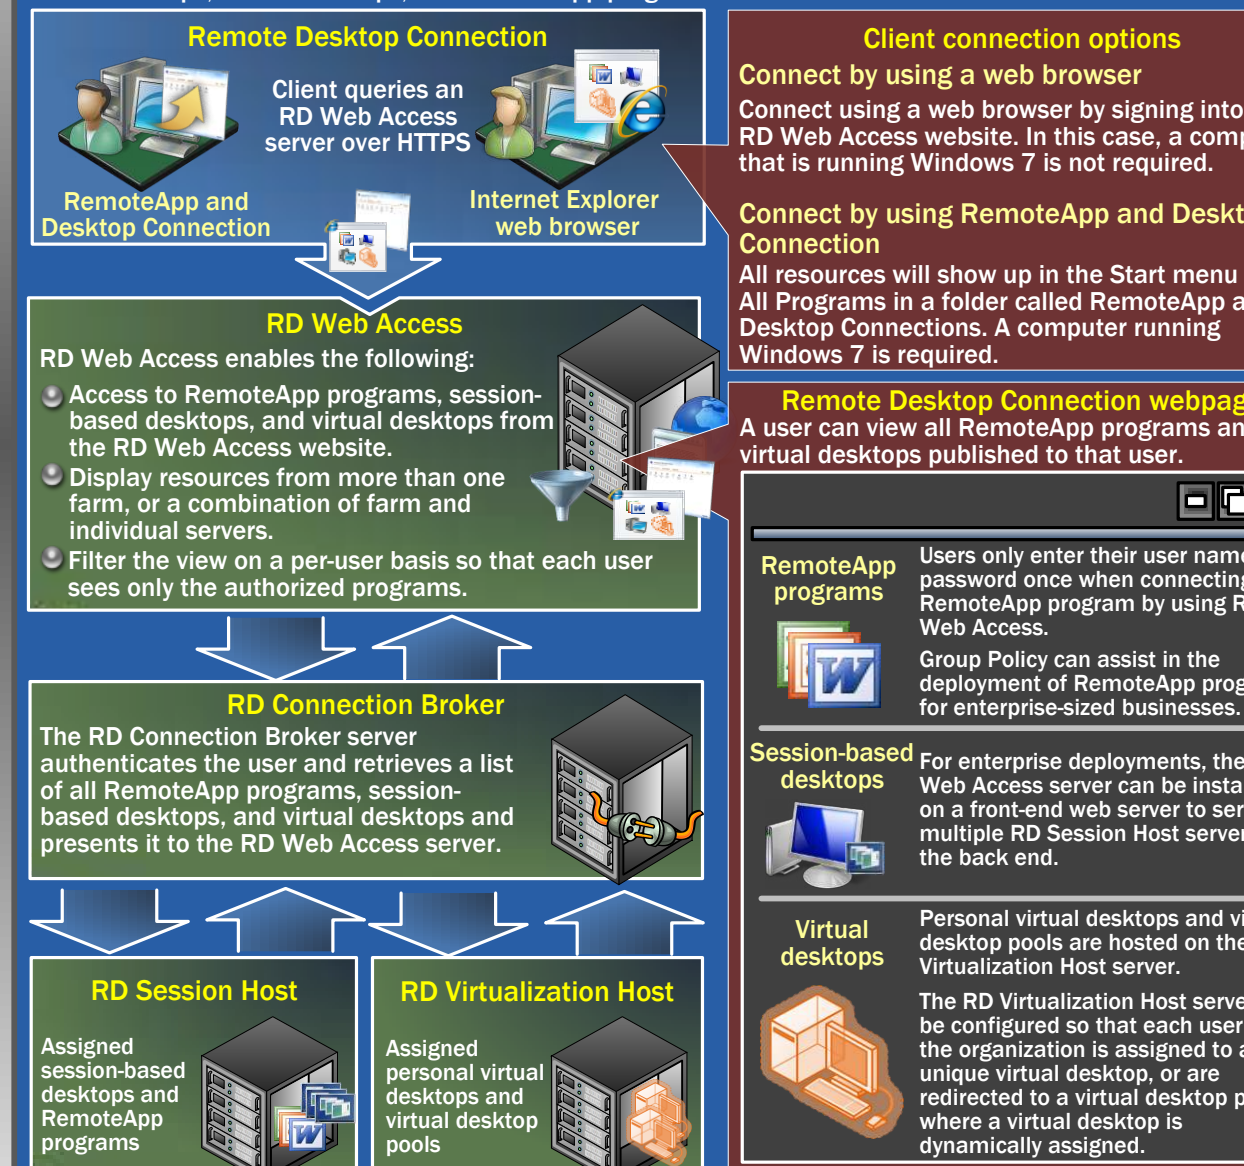 Remote Desktop Connection
Client queries an
RD Web Access
server over HTTPS
RemoteApp and
Desktop Connection
Internet Explorer
web browser
RD Web Access
RD Web Access enables the following:
Access to RemoteApp programs, session-
based desktops, and virtual desktops from
the RD Web Access website.
Display resources from more than one
farm, or a combination of farm and
individual servers.
Filter the view on a per-user basis so that each user
sees only the authorized programs.
RD Connection Broker
The RD Connection Broker server
authenticates the user and retrieves a list
of all RemoteApp programs, session-
based desktops, and virtual desktops and
presents it to the RD Web Access server.
RD Session Host
Assigned
session-based
desktops and
RemoteApp
programs
W
RD Virtualization Host
Assigned
personal virtual
desktops and
virtual desktop
pools
Client connection options
Connect by using a web browser
Connect using a web browser by signing into
RD Web Access website. In this case, a comp
that is running Windows 7 is not required.
Connect by using RemoteApp and Deskt
Connection
All resources will show up in the Start menu
All Programs in a folder called RemoteApp a
Desktop Connections. A computer running
Windows 7 is required.
Remote Desktop Connection webpag
A user can view all RemoteApp programs an
virtual desktops published to that user.
RemoteApp
programs
W
Users only enter their user name
password once when connecting
RemoteApp program by using R
Web Access.
Group Policy can assist in the
deployment of RemoteApp prog
for enterprise-sized businesses.
Session-based
desktops
For enterprise deployments, the
Web Access server can be insta
on a front-end web server to ser
multiple RD Session Host server
the back end.
Virtual
desktops
Personal virtual desktops and vi
desktop pools are hosted on the
Virtualization Host server.
The RD Virtualization Host serve
be configured so that each user
the organization is assigned to a
unique virtual desktop, or are
redirected to a virtual desktop p
where a virtual desktop is
dynamically assigned.